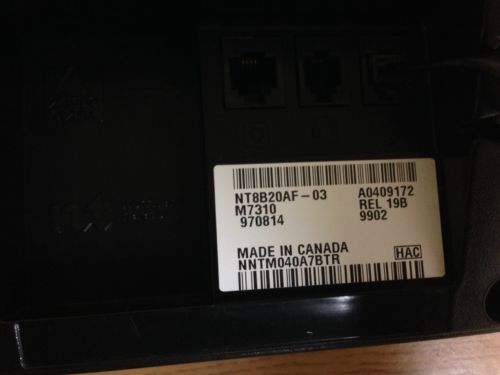 NT8B20AF-03 A0409172
M7310 REL 19B
970814 9902
MADE IN CANADA
NNTM040A7BTR HAC